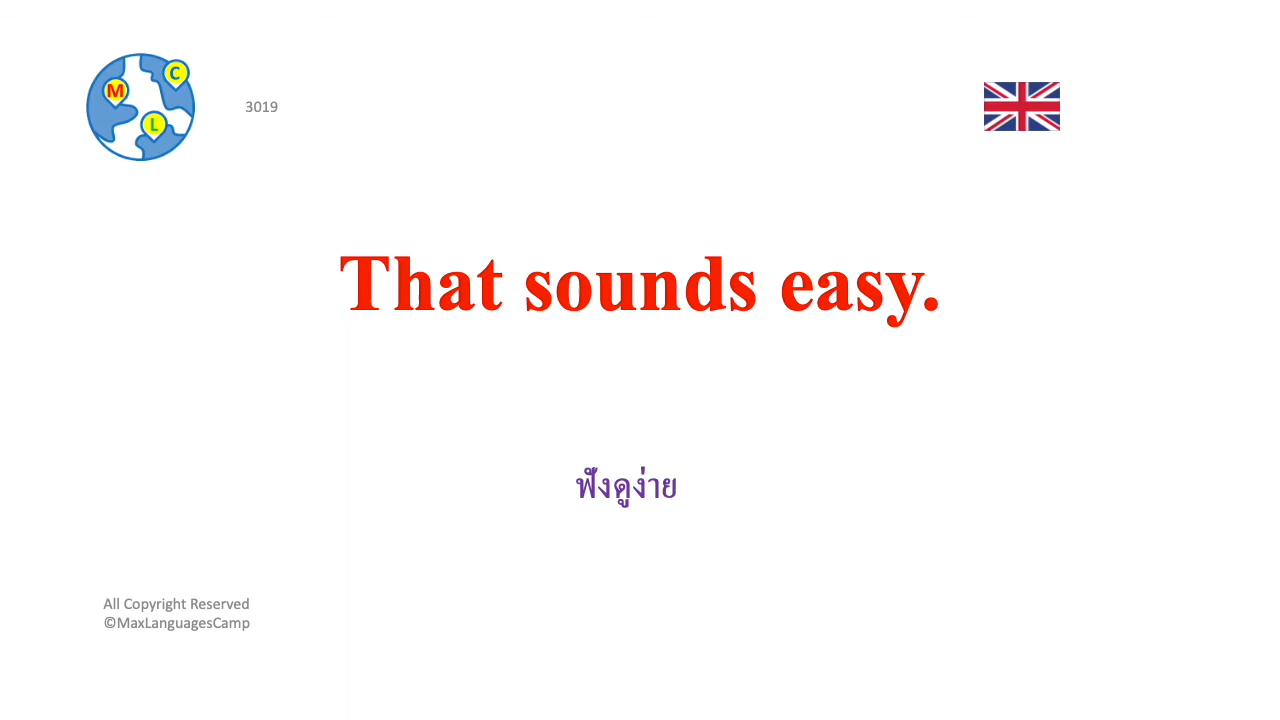 C
M
L
3019
That sounds easy.
ฟังดูง่าย
All Copyright Reserved
©MaxLanguagesCamp